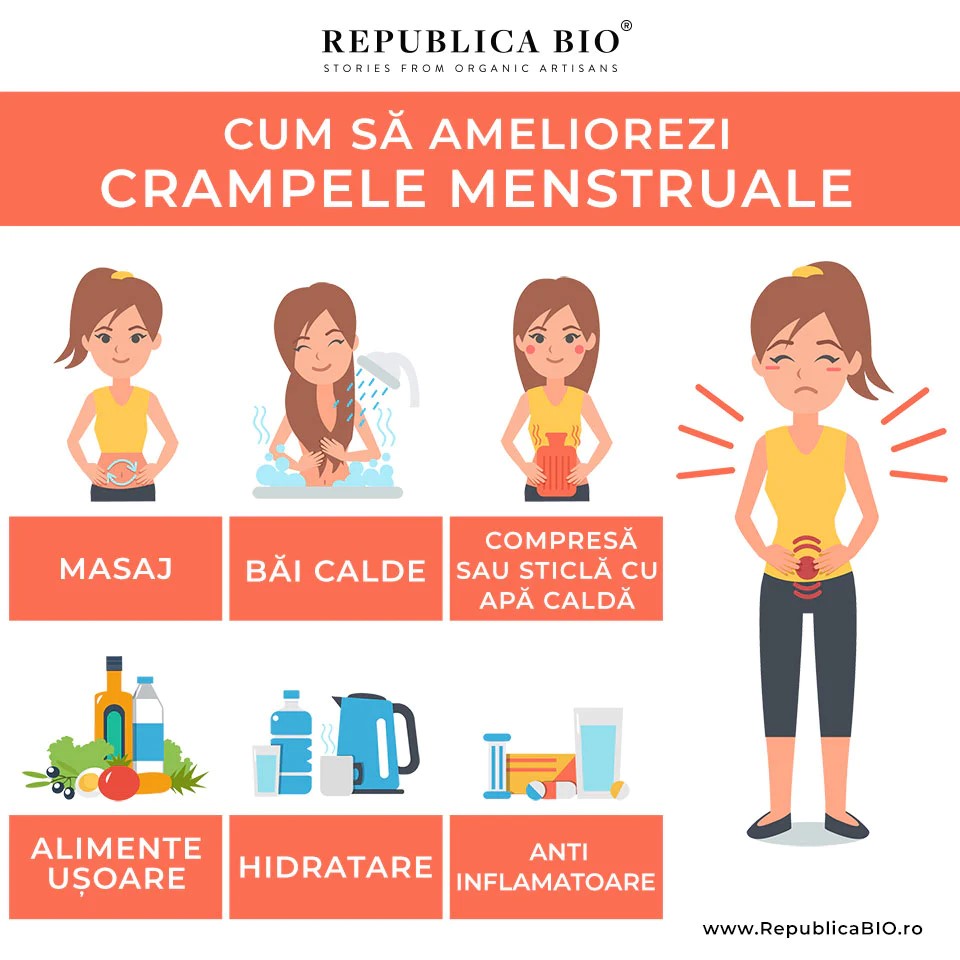 REPUBLICA BIO®
STORIES FROM ORGANIC ARTISANS
CUM SĂ AMELIOREZI
CRAMPELE MENSTRUALE
MASAJ
BĂI CALDE
COMPRESĂ
SAU STICLĂ CU
APĂ CALDĂ
ALIMENTE
UȘOARE
HIDRATARE
ANTI
INFLAMATOARE
www.RepublicaBIO.ro